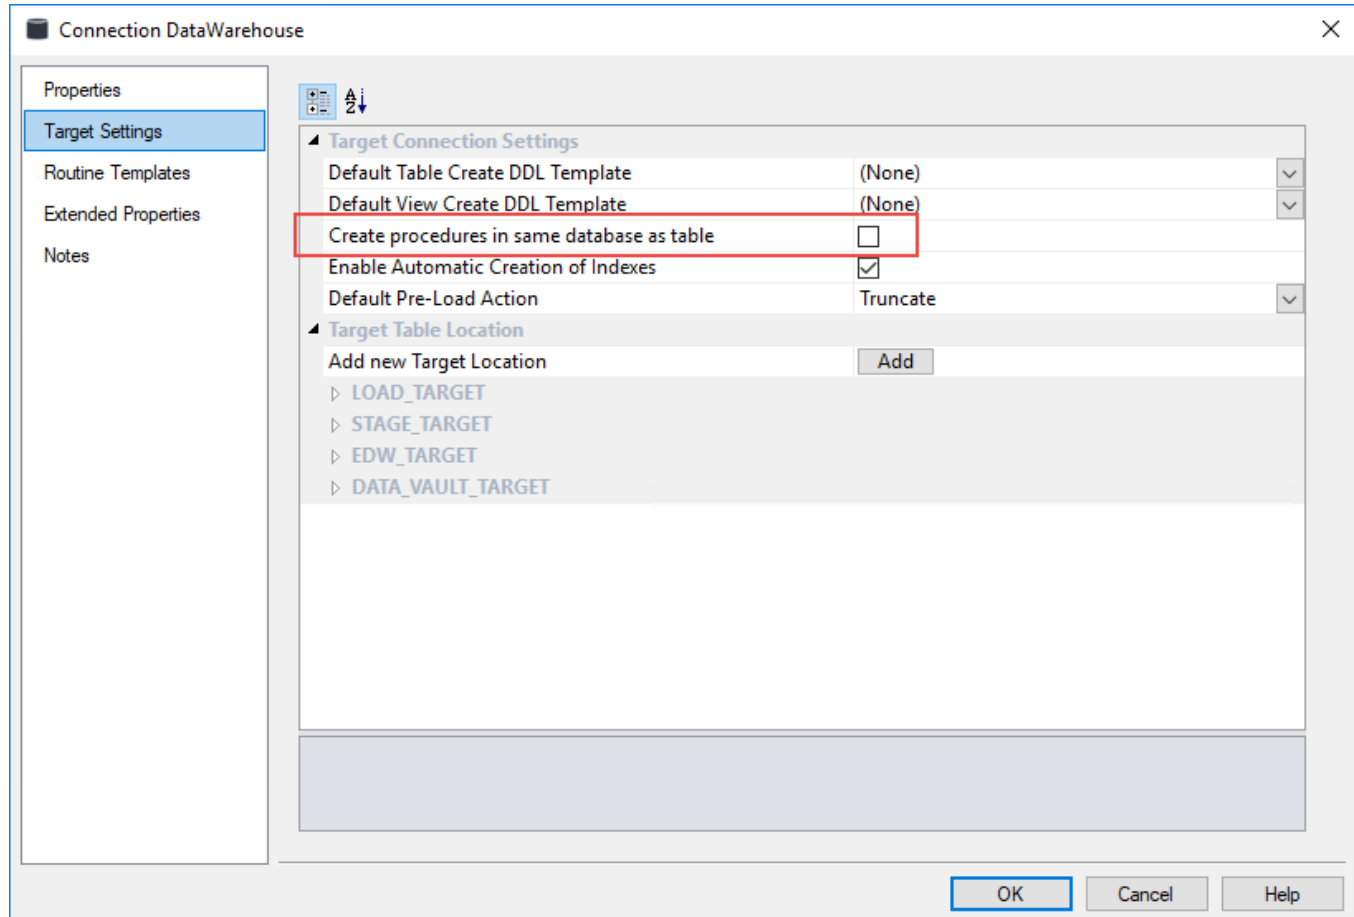 Connection DataWarehouse
Properties
Target Settings
Routine Templates
Extended Properties
Notes
Target Connection Settings
Default Table Create DDL Template (None)
Default View Create DDL Template (None)
Create procedures in same database as table
Enable Automatic Creation of Indexes
Default Pre-Load Action Truncate
Target Table Location
Add new Target Location Add
LOAD_TARGET
STAGE_TARGET
EDW_TARGET
DATA_VAULT_TARGET
OK Cancel Help